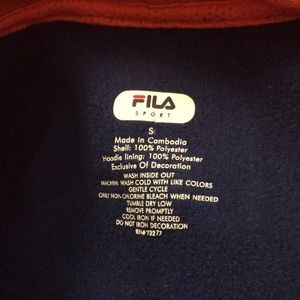 FILA
SPORT
S
Made in Cambodia
Shell: 100% Polyester
Hoodie lining: 100% Polyester
Exclusive Of Decoration
WASH INSIDE OUT
MACHINE WASH COLD WITH LIKE COLORS
GENTLE CYCLE
ONLY NON-CHLORINE BLEACH WHEN NEEDED
TUMBLE DRY LOW
REMOVE PROMPTLY
COOL IRON IF NEEDED
DO NOT IRON DECORATION
RN# 73277